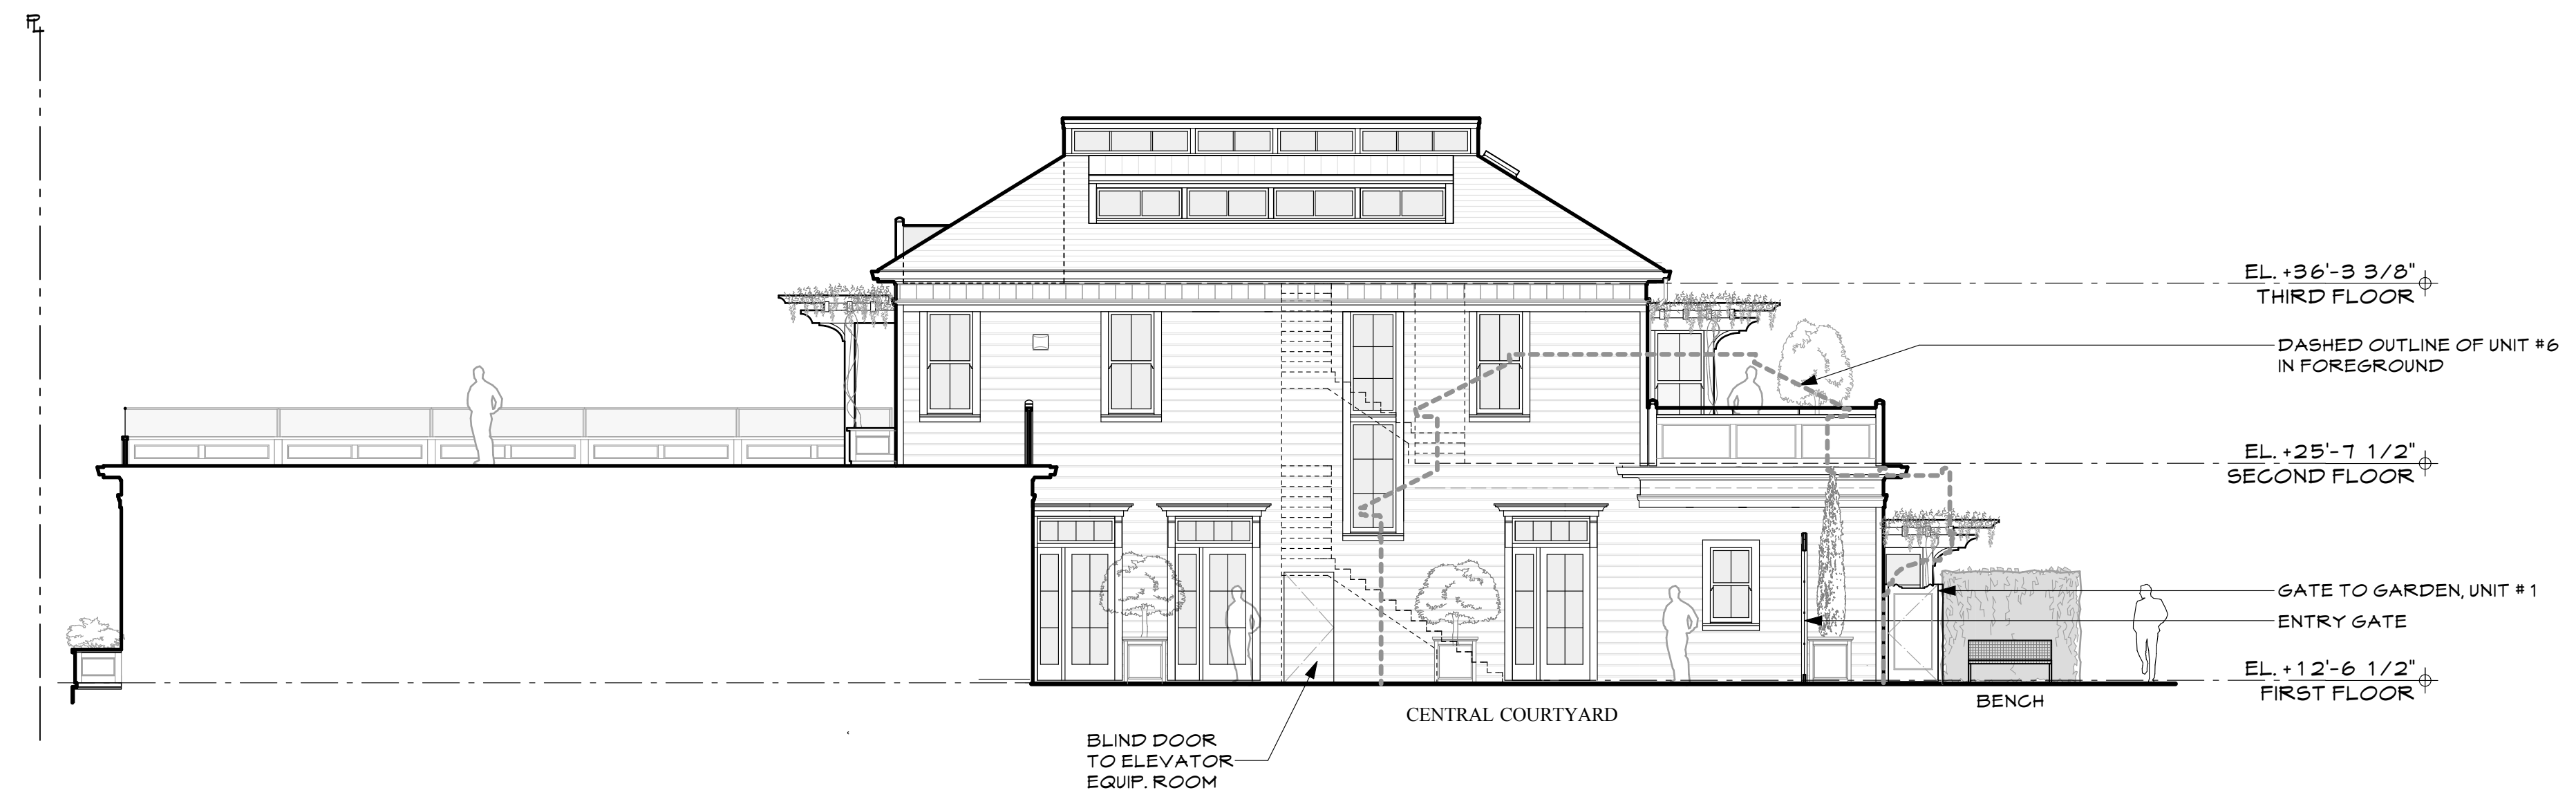 PL
EL. +36'-3 3/8"
THIRD FLOOR
DASHED OUTLINE OF UNIT #6
IN FOREGROUND
EL. +25'-7 1/2"
SECOND FLOOR
GATE TO GARDEN, UNIT #1
ENTRY GATE
EL. +12'-6 1/2"
FIRST FLOOR
BENCH
CENTRAL COURTYARD
BLIND DOOR
TO ELEVATOR
EQUIP. ROOM